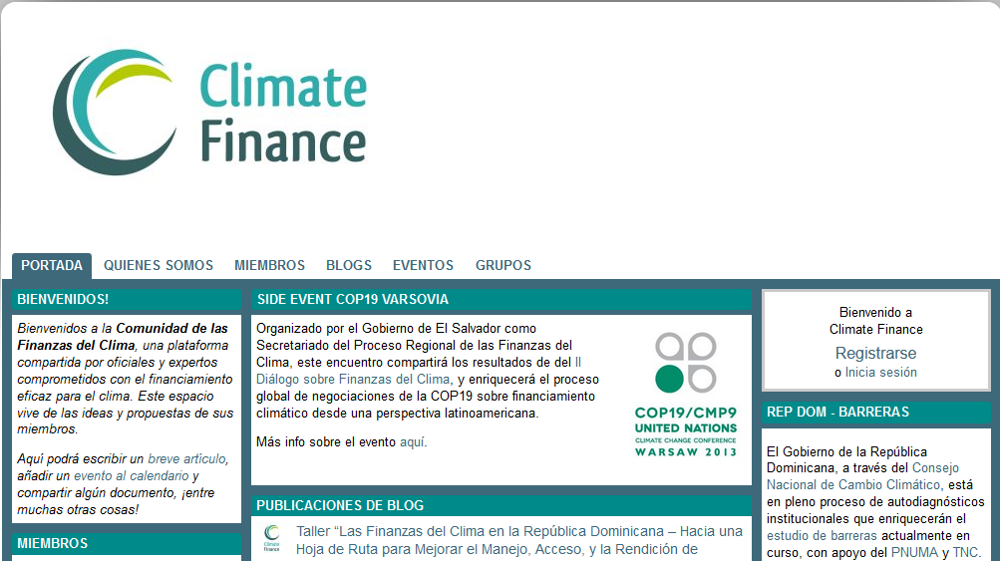 Climate
Finance
PORTADA
QUIENES SOMOS
MIEMBROS
BLOGS
EVENTOS
GRUPOS
BIENVENIDOS!
Bienvenidos a la Comunidad de las
Finanzas del Clima, una plataforma
compartida por oficiales y expertos
comprometidos con el financiamiento
eficaz para el clima. Este espacio
vive de las ideas y propuestas de sus
miembros.
Aquí podrá escribir un breve artículo,
añadir un evento al calendario y
compartir algún documento, ¡entre
muchas otras cosas!
MIEMBROS
SIDE EVENT COP19 VARSOVIA
Organizado por el Gobierno de El Salvador como
Secretariado del Proceso Regional de las Finanzas del
Clima, este encuentro compartirá los resultados de del II
Diálogo sobre Finanzas del Clima, y enriquecerá el proceso
global de negociaciones de la COP19 sobre financiamiento
climático desde una perspectiva latinoamericana.
Más info sobre el evento aquí.
COP19/CMP9
UNITED NATIONS
CLIMATE CHANGE CONFERENCE
WARSAW 2013
PUBLICACIONES DE BLOG
Climate
Finance
Taller “Las Finanzas del Clima en la República Dominicana – Hacia una
Hoja de Ruta para Mejorar el Manejo, Acceso, y la Rendición de
Bienvenido a
Climate Finance
Registrarse
o Inicia sesión
REP DOM - BARRERAS
El Gobierno de la República
Dominicana, a través del Consejo
Nacional de Cambio Climático, está
en pleno proceso de autodiagnósticos
institucionales que enriquecerán el
estudio de barreras actualmente en
curso, con apoyo del PNUMA y TNC.